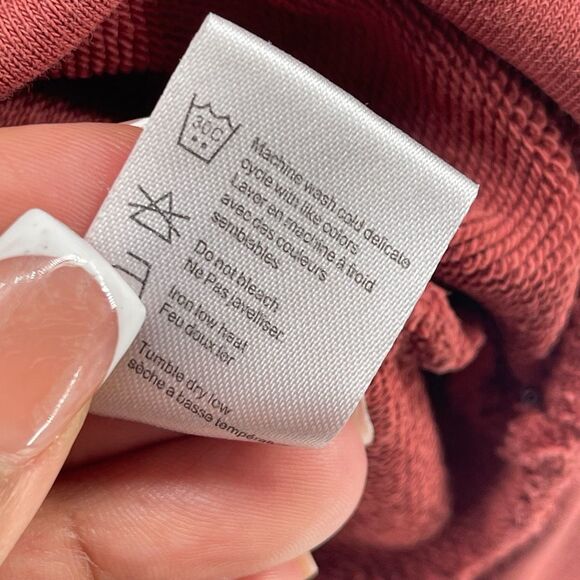 30C
Machine wash cold delicate
cycle with like colors
Laver en machine à froid
avec des couleurs
semblables
Do not bleach
Ne Pas javelliser.
Iron low heat
Feu doux fer
Tumble dry low
sèche à basse